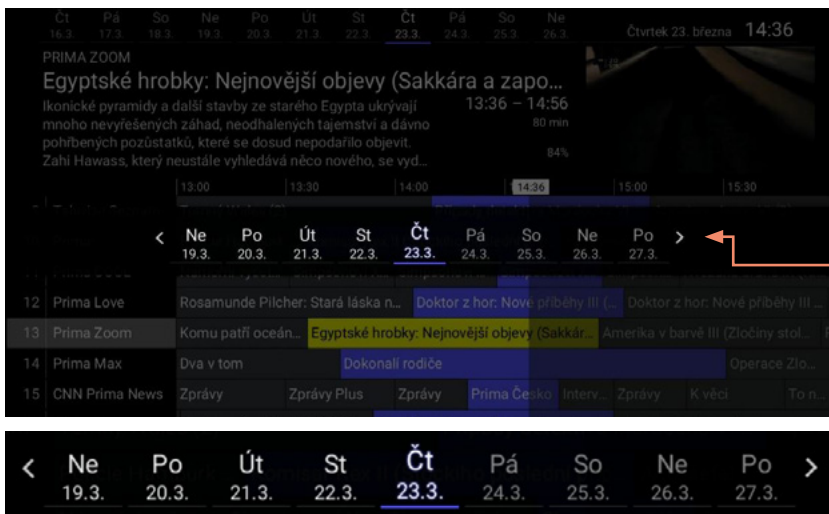 Čt Pá So Ne Po Út St Čt Pá So Ne
16.3. 17.3. 18.3. 19.3. 20.3. 21.3. 22.3. 23.3. 24.3. 25.3. 26.3.
Čtvrtek 23. března 14:36
PRIMA ZOOM
Egyptské hrobky: Nejnovější objevy (Sakkára a zapo...
Ikonické pyramidy a další stavby ze starého Egypta ukrývají
mnoho nevyřešených záhad, neodhalených tajemství a dávno
pohřbených pozůstatků, které se dosud nepodařilo objevit.
Zahi Hawass, který neustále vyhledává něco nového, se vyd...
13:36 – 14:56
80 min
84%
13:00 13:30 14:00 14:36 15:00 15:30
Ne Po Út St Čt Pá So Ne Po
19.3. 20.3. 21.3. 22.3. 23.3. 24.3. 25.3. 26.3. 27.3.
12 Prima Love Rosamunde Pilcher: Stará láska n... Doktor z hor: Nové příběhy III (... Doktor z hor: Nové příběhy III ...
13 Prima Zoom Komu patří oceán... Egyptské hrobky: Nejnovější objevy (Sakkár... Amerika v barvě III (Zločiny stol...
14 Prima Max Dva v tom Dokonalí rodiče Operace Zlo...
15 CNN Prima News Zprávy Zprávy Plus Zprávy Prima Česko Interv... Zprávy K věci To n...
Ne Po Út St Čt Pá So Ne Po
19.3. 20.3. 21.3. 22.3. 23.3. 24.3. 25.3. 26.3. 27.3.